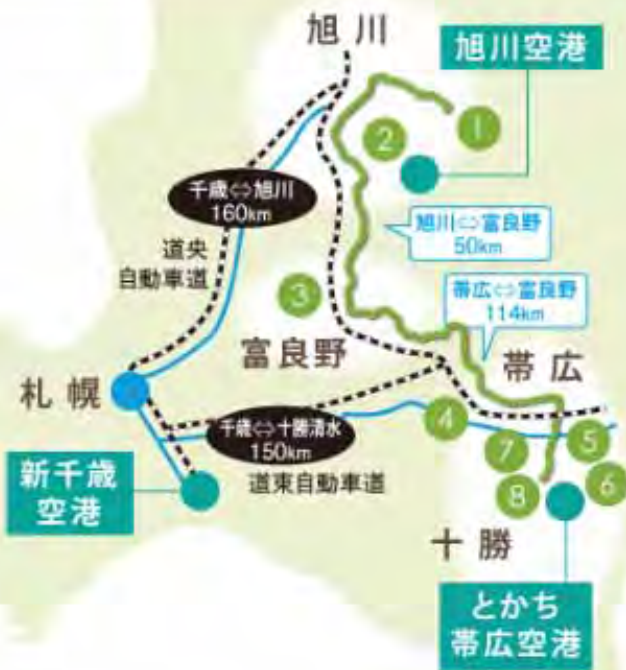 旭川
旭川空港
1
2
千歳⇔旭川
160km
旭川⇔富良野
50km
道央
自動車道
3
帯広⇔富良野
114km
富良野
帯広
札幌
4
千歳⇔十勝清水
150km
5
7
新千歳
空港
道東自動車道
8
6
十勝
とかち
帯広空港